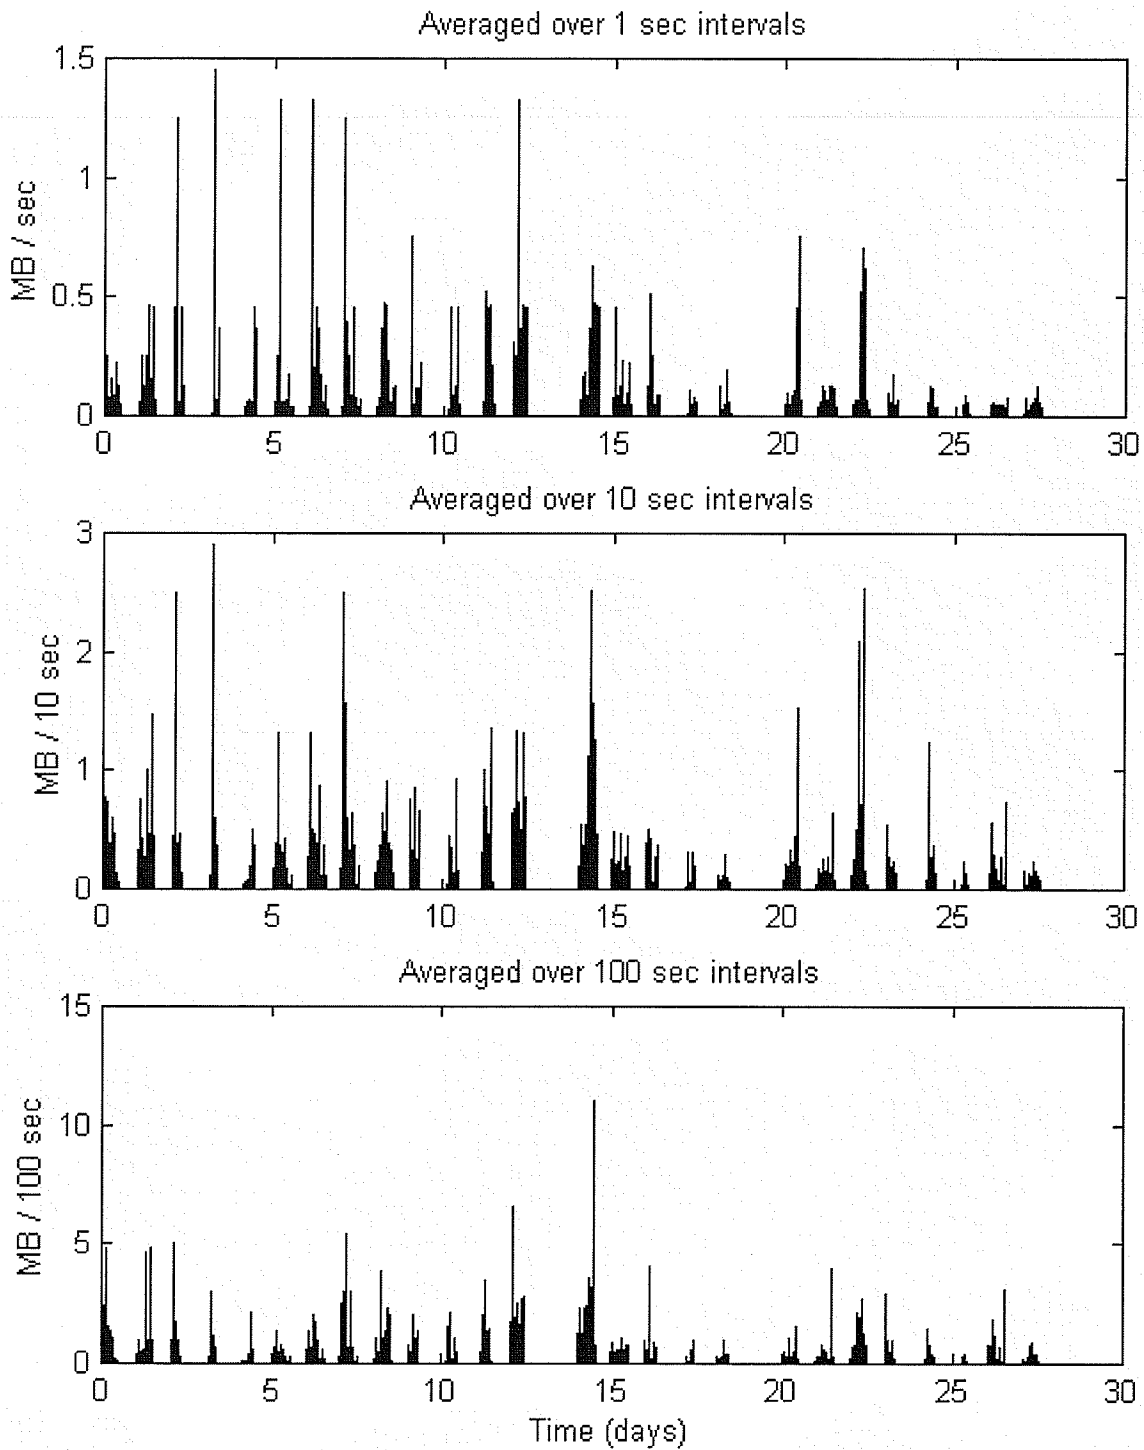 Averaged over 1 sec intervals
1.5
1
0.5
0
MB / sec
0 5 10 15 20 25 30
Averaged over 10 sec intervals
3
2
1
0
MB / 10 sec
0 5 10 15 20 25 30
Averaged over 100 sec intervals
15
10
5
0
MB / 100 sec
0 5 10 15 20 25 30
Time (days)